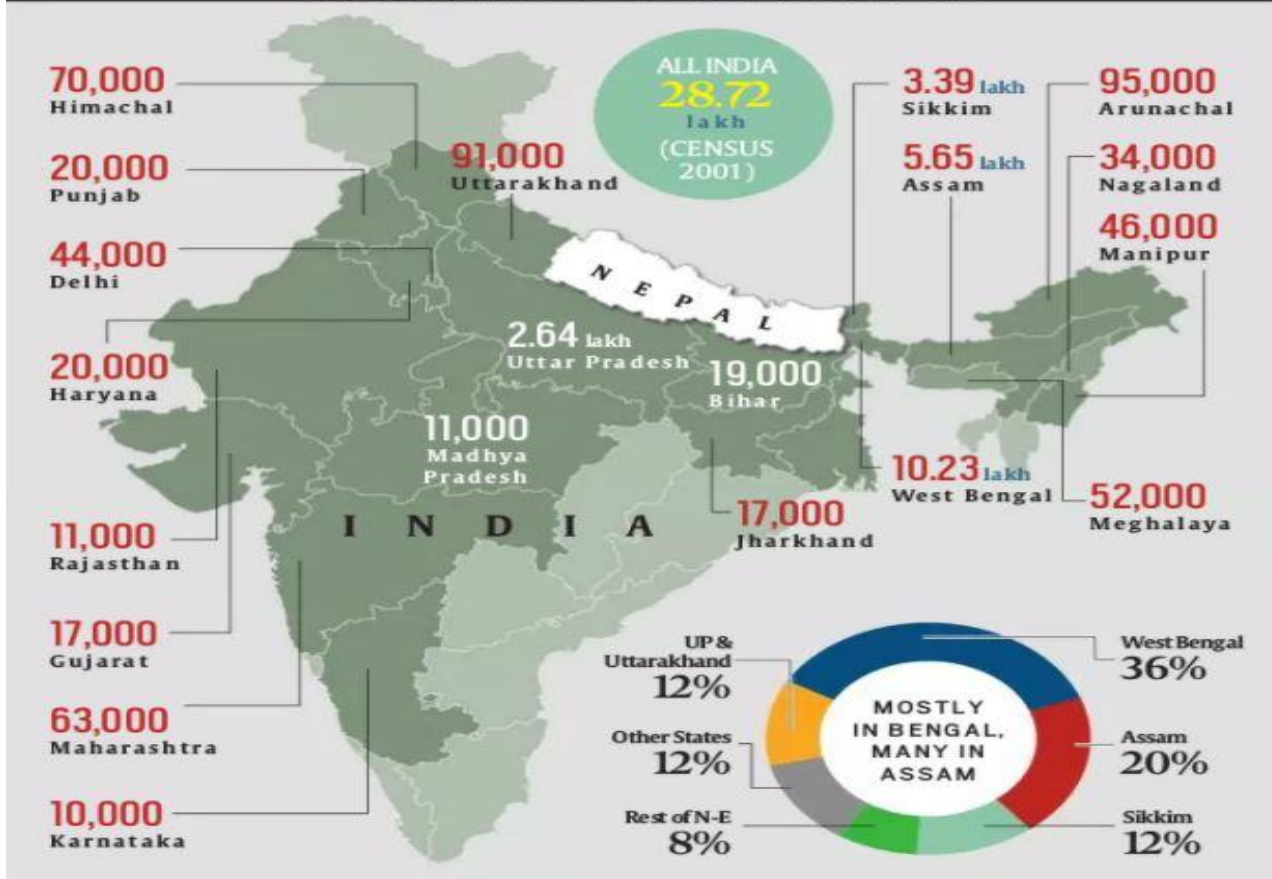 ALL INDIA
28.72
lakh
(CENSUS
2001)
70,000
Himachal
20,000
Punjab
44,000
Delhi
20,000
Haryana
11,000
Rajasthan
17,000
Gujarat
63,000
Maharashtra
10,000
Karnataka
91,000
Uttarakhand
NEPAL
2.64 lakh
Uttar Pradesh
19,000
Bihar
11,000
Madhya
Pradesh
INDIA
17,000
Jharkhand
3.39 lakh
Sikkim
5.65 lakh
Assam
95,000
Arunachal
34,000
Nagaland
46,000
Manipur
10.23 lakh
West Bengal
52,000
Meghalaya
UP &
Uttarakhand
12%
Other States
12%
Rest of N-E
8%
MOSTLY
IN BENGAL,
MANY IN
ASSAM
West Bengal
36%
Assam
20%
Sikkim
12%